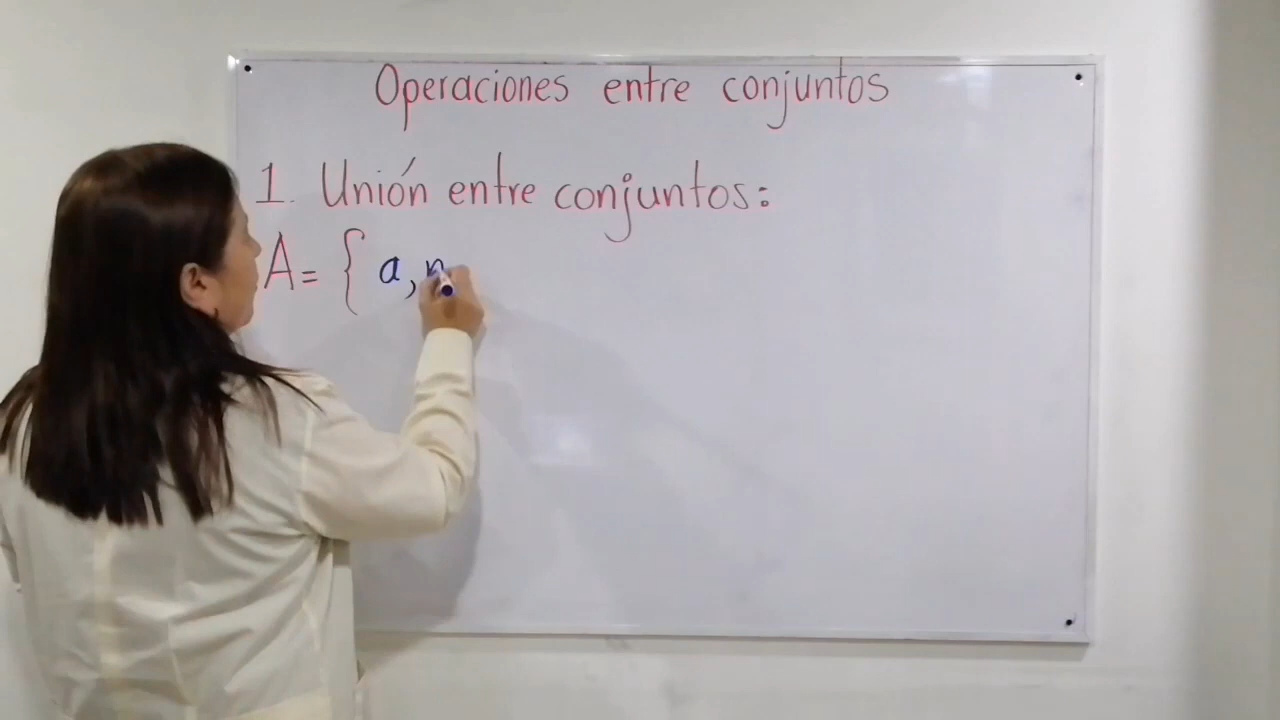 Operaciones entre conjuntos
1. Unión entre conjuntos:
A = { a, n